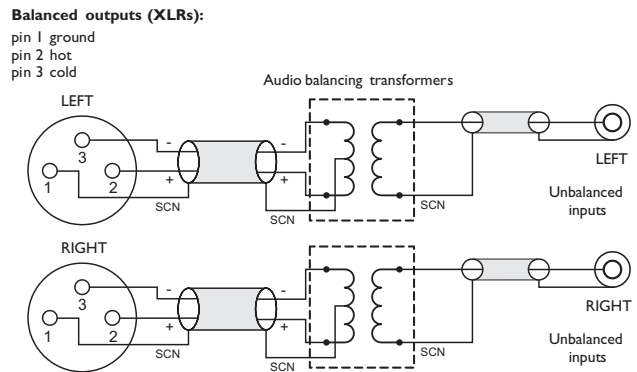 Balanced outputs (XLRs):
pin 1 ground
pin 2 hot
pin 3 cold
Audio balancing transformers
LEFT
3
1
2
-
+
SCN
-
+
SCN
SCN
LEFT
Unbalanced
inputs
RIGHT
3
1
2
-
+
SCN
-
+
SCN
SCN
RIGHT
Unbalanced
inputs